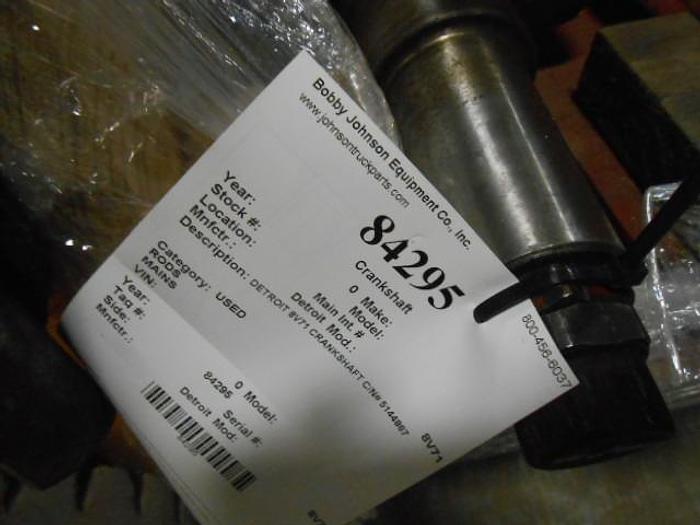 Bobby Johnson Equipment Co., Inc.
www.johnsontruckparts.com
800-456-6037
84295
Crankshaft
Year: 0 Make:
Stock #: Model:
Location: Main Int. #
Mnfctr.: Detroit Mod.: 8V71
Description: DETROIT 8V71 CRANKSHAFT C/N# 5144867
Category: USED
RODS
MAINS
VIN:
Year: 0 Model:
Tag #: 84295 Serial #:
Side: Detroit Mod:
Mnfctr.: